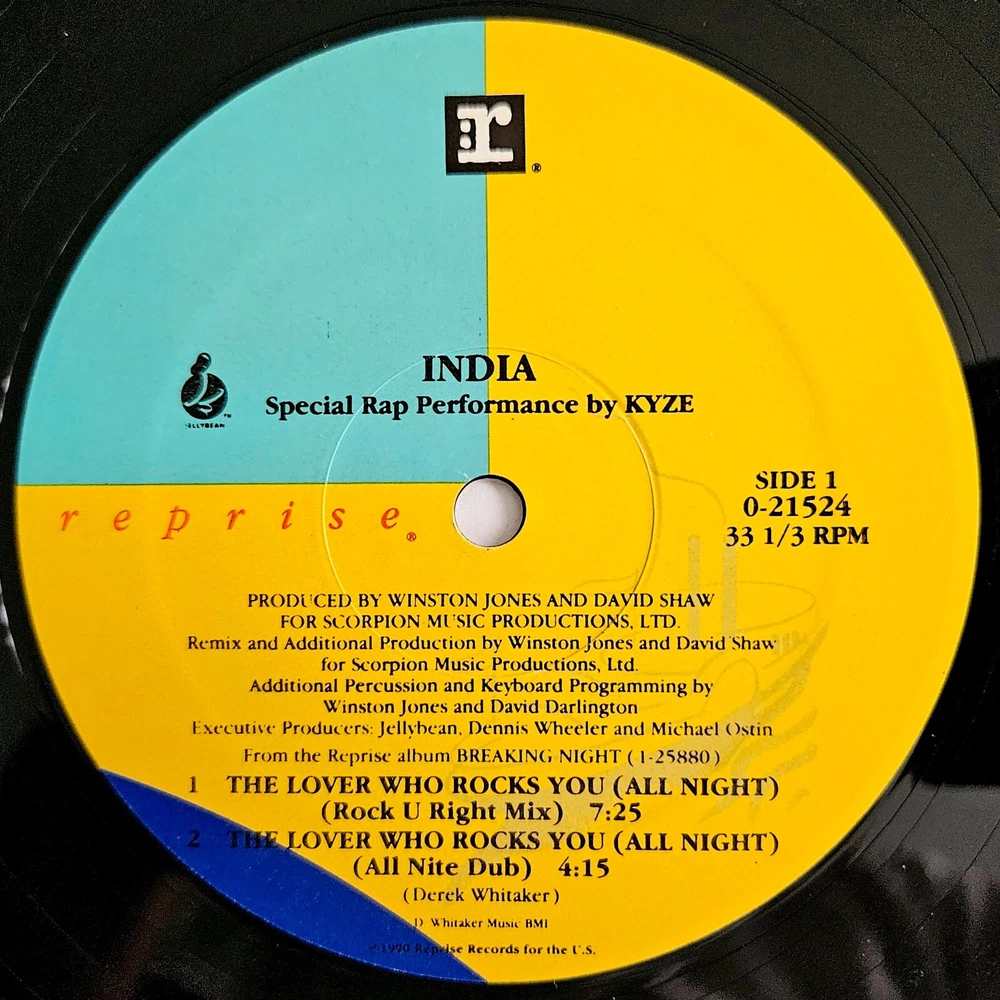 r
®
INDIA
Special Rap Performance by KYZE
JELLYBEAN ™
SIDE 1
0-21524
33 1/3 RPM
reprise®
PRODUCED BY WINSTON JONES AND DAVID SHAW
FOR SCORPION MUSIC PRODUCTIONS, LTD.
Remix and Additional Production by Winston Jones and David Shaw
for Scorpion Music Productions, Ltd.
Additional Percussion and Keyboard Programming by
Winston Jones and David Darlington
Executive Producers: Jellybean, Dennis Wheeler and Michael Ostin
From the Reprise album BREAKING NIGHT (1-25880)
1 THE LOVER WHO ROCKS YOU (ALL NIGHT)
(Rock U Right Mix) 7:25
2 THE LOVER WHO ROCKS YOU (ALL NIGHT)
(All Nite Dub) 4:15
(Derek Whitaker)
D. Whitaker Music BMI
℗1990 Reprise Records for the U.S.